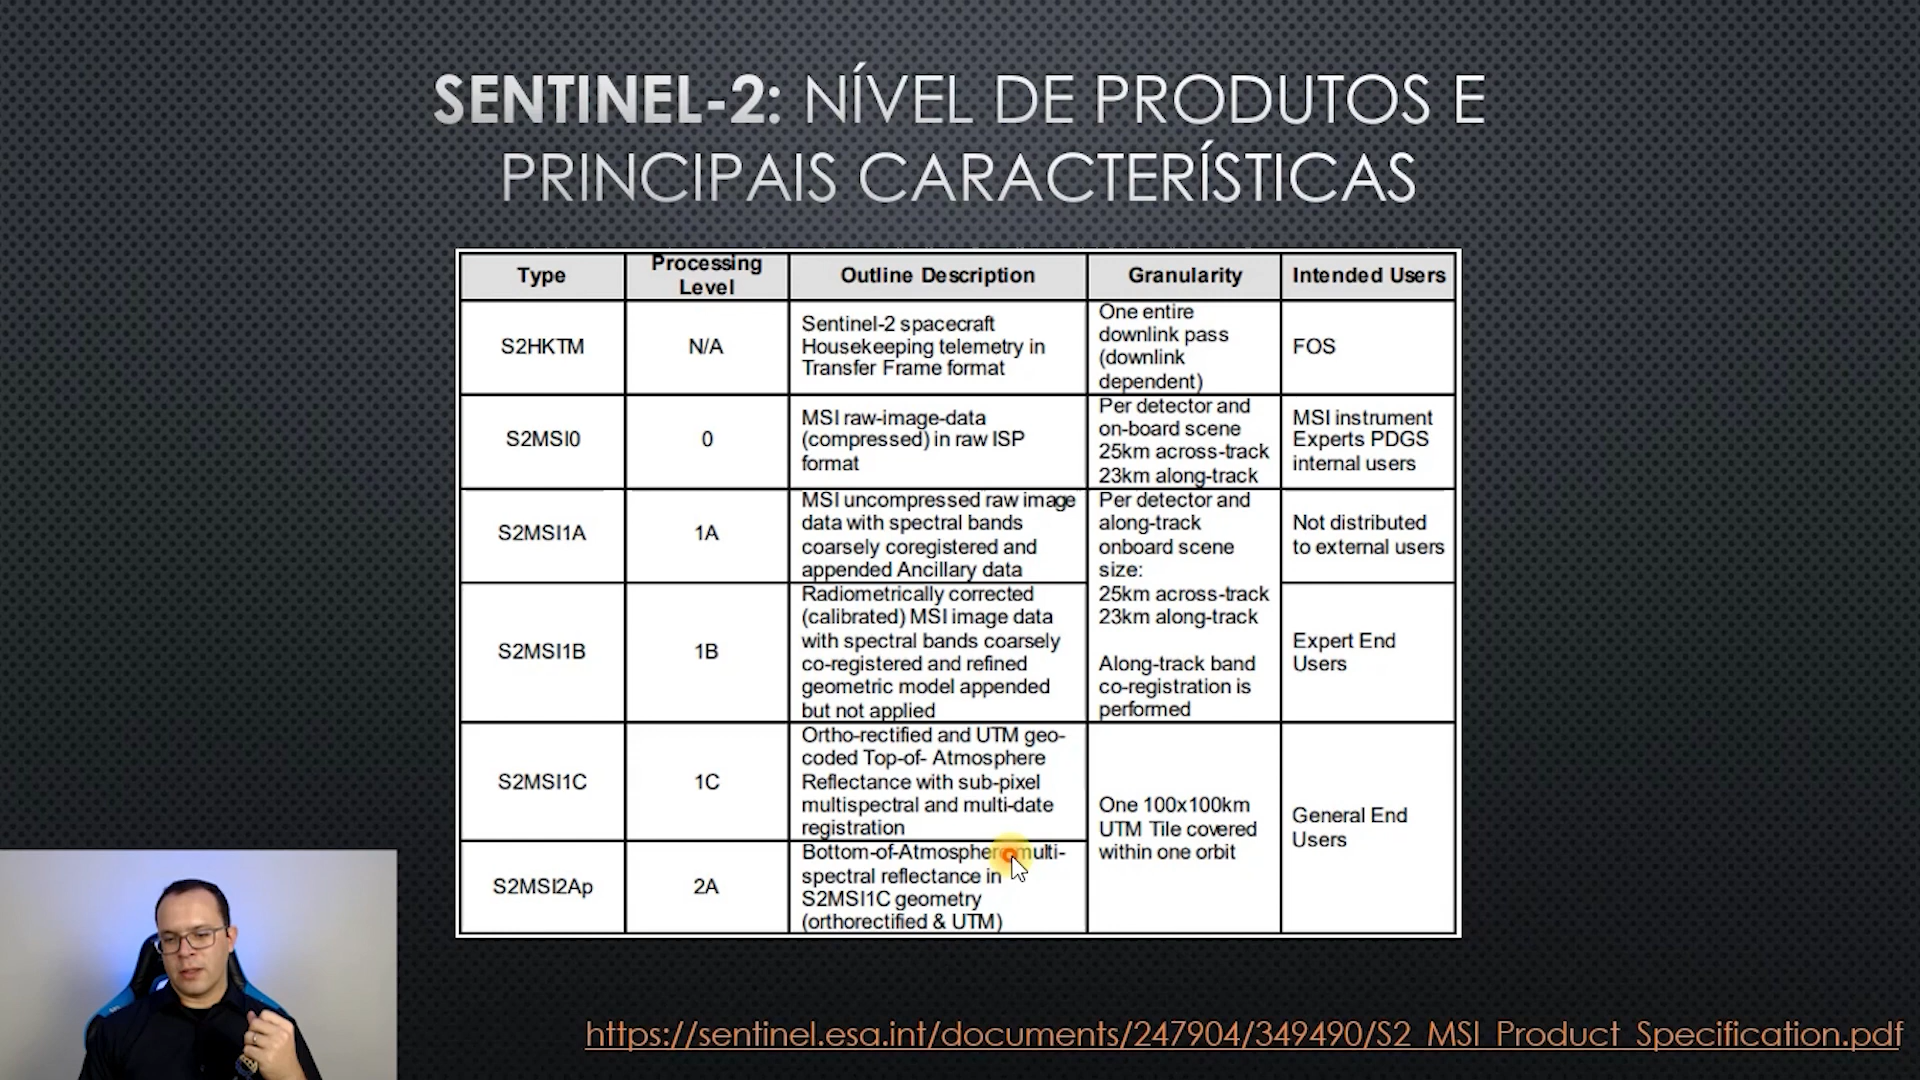 SENTINEL-2: NÍVEL DE PRODUTOS E
PRINCIPAIS CARACTERÍSTICAS
Type
Processing
Level
Outline Description
Granularity
Intended Users
S2HKTM
N/A
Sentinel-2 spacecraft
Housekeeping telemetry in
Transfer Frame format
One entire
downlink pass
(downlink
dependent)
FOS
S2MSI0
0
MSI raw-image-data
(compressed) in raw ISP
format
Per detector and
on-board scene
25km across-track
23km along-track
MSI instrument
Experts PDGS
internal users
S2MSI1A
1A
MSI uncompressed raw image
data with spectral bands
coarsely coregistered and
appended Ancillary data
Per detector and
along-track
onboard scene
size:
25km across-track
23km along-track
Along-track band
co-registration is
performed
Not distributed
to external users
S2MSI1B
1B
Radiometrically corrected
(calibrated) MSI image data
with spectral bands coarsely
co-registered and refined
geometric model appended
but not applied
Expert End
Users
S2MSI1C
1C
Ortho-rectified and UTM geo-
coded Top-of- Atmosphere
Reflectance with sub-pixel
multispectral and multi-date
registration
One 100x100km
UTM Tile covered
within one orbit
General End
Users
S2MSI2Ap
2A
Bottom-of-Atmosphere multi-
spectral reflectance in
S2MSI1C geometry
(orthorectified & UTM)
https://sentinel.esa.int/documents/247904/349490/S2_MSI_Product_Specification.pdf